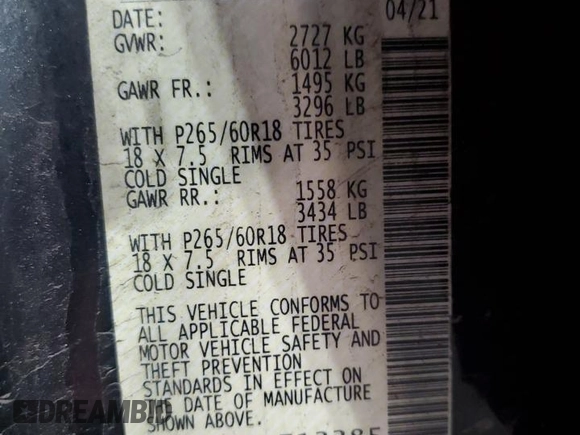 DATE: 04/21
GVWR: 2727 KG
6012 LB
GAWR FR.: 1495 KG
3296 LB
WITH P265/60R18 TIRES
18 X 7.5 RIMS AT 35 PSI
COLD SINGLE
GAWR RR.: 1558 KG
3434 LB
WITH P265/60R18 TIRES
18 X 7.5 RIMS AT 35 PSI
COLD SINGLE
THIS VEHICLE CONFORMS TO
ALL APPLICABLE FEDERAL
MOTOR VEHICLE SAFETY AND
THEFT PREVENTION
STANDARDS IN EFFECT ON
THE DATE OF MANUFACTURE
SHOWN ABOVE.
DREAMBID